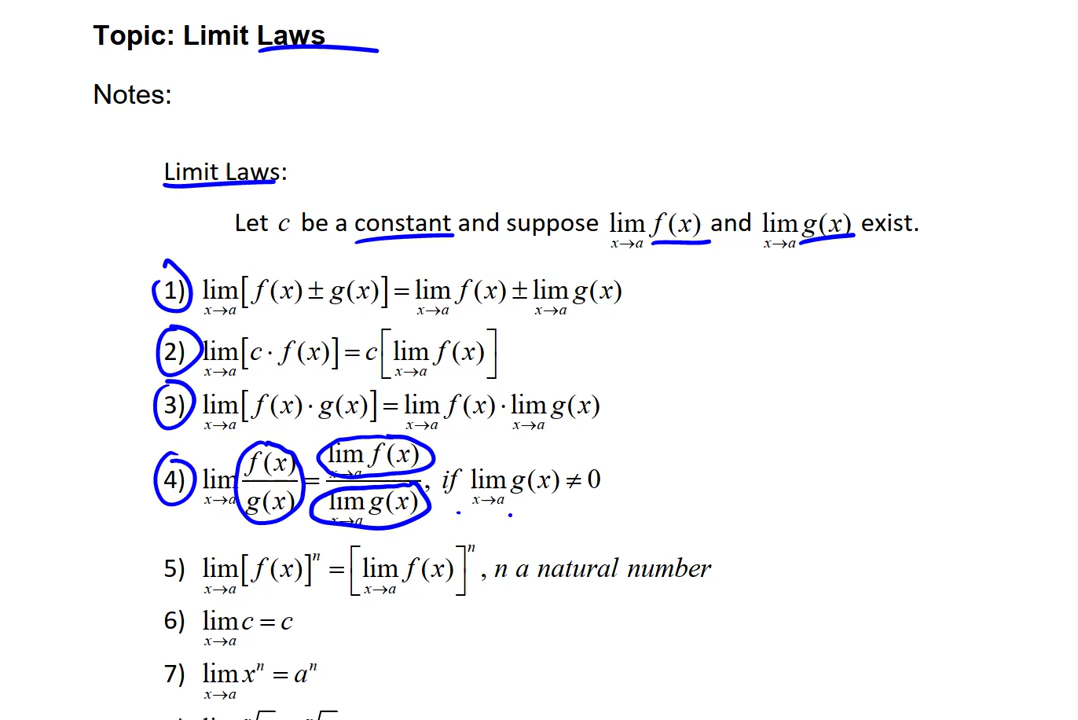 Topic: Limit Laws
Notes:
Limit Laws:
Let c be a constant and suppose lim x→a f(x) and lim x→a g(x) exist.
1) lim x→a [f(x) ± g(x)] = lim x→a f(x) ± lim x→a g(x)
2) lim x→a [c · f(x)] = c [lim x→a f(x)]
3) lim x→a [f(x) · g(x)] = lim x→a f(x) · lim x→a g(x)
4) lim x→a f(x)/g(x) = lim x→a f(x) / lim x→a g(x), if lim x→a g(x) ≠ 0
5) lim x→a [f(x)]ⁿ = [lim x→a f(x)]ⁿ, n a natural number
6) lim x→a c = c
7) lim x→a xⁿ = aⁿ